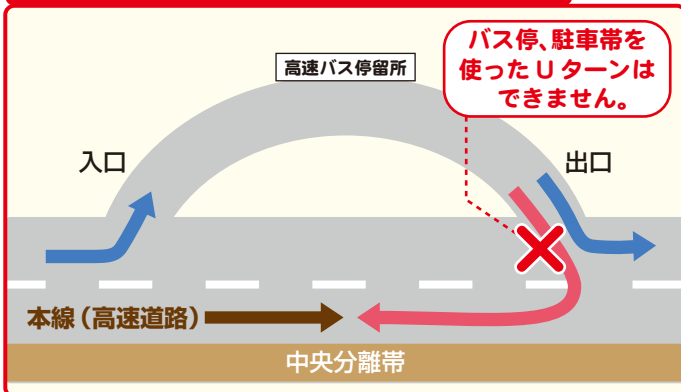 高速バス停留所
バス停、駐車帯を
使ったUターンは
できません。
入口
出口
本線（高速道路）
中央分離帯